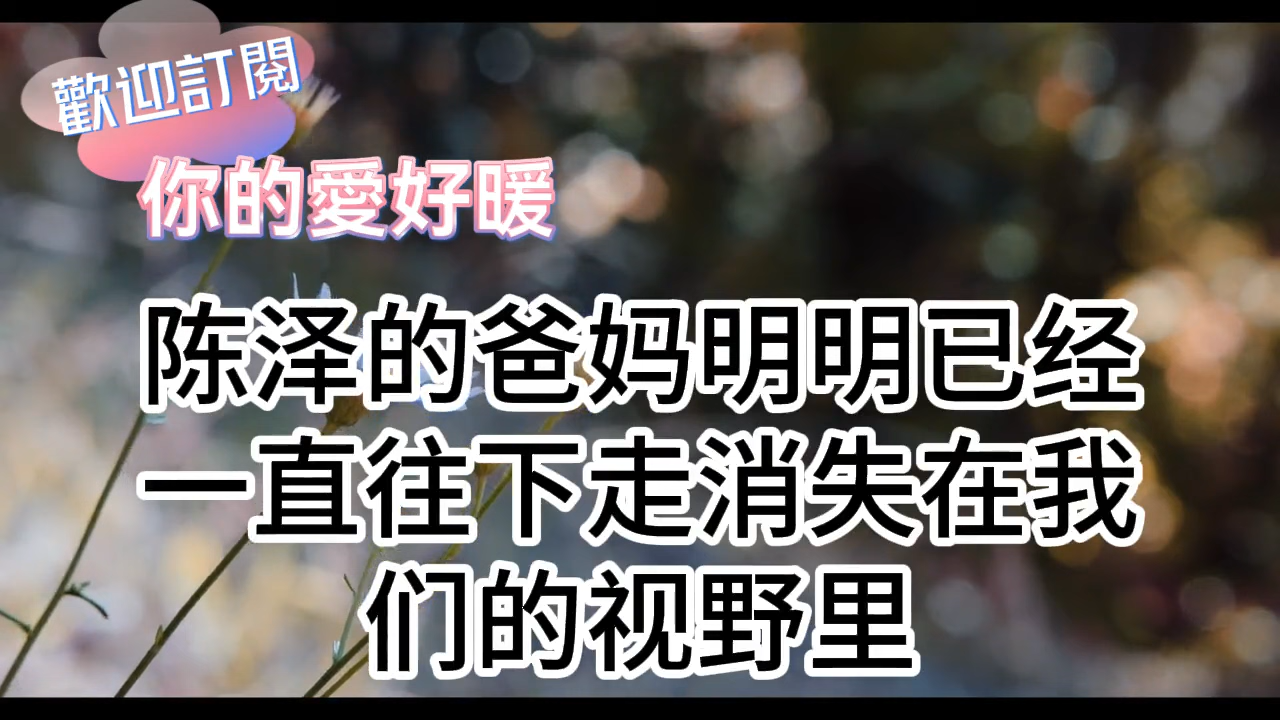 歡迎訂閱
你的愛好暖
陈泽的爸妈明明已经
一直往下走消失在我
们的视野里